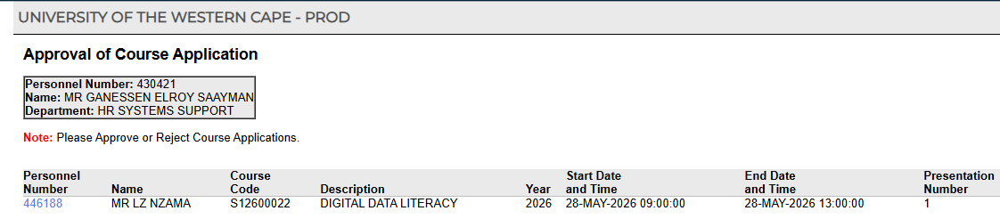 UNIVERSITY OF THE WESTERN CAPE - PROD
Approval of Course Application
Personnel Number: 430421
Name: MR GANESSEN ELROY SAAYMAN
Department: HR SYSTEMS SUPPORT
Note: Please Approve or Reject Course Applications.
Personnel Number Name Course Code Description Year Start Date and Time End Date and Time Presentation Number
446188 MR LZ NZAMA S12600022 DIGITAL DATA LITERACY 2026 28-MAY-2026 09:00:00 28-MAY-2026 13:00:00 1